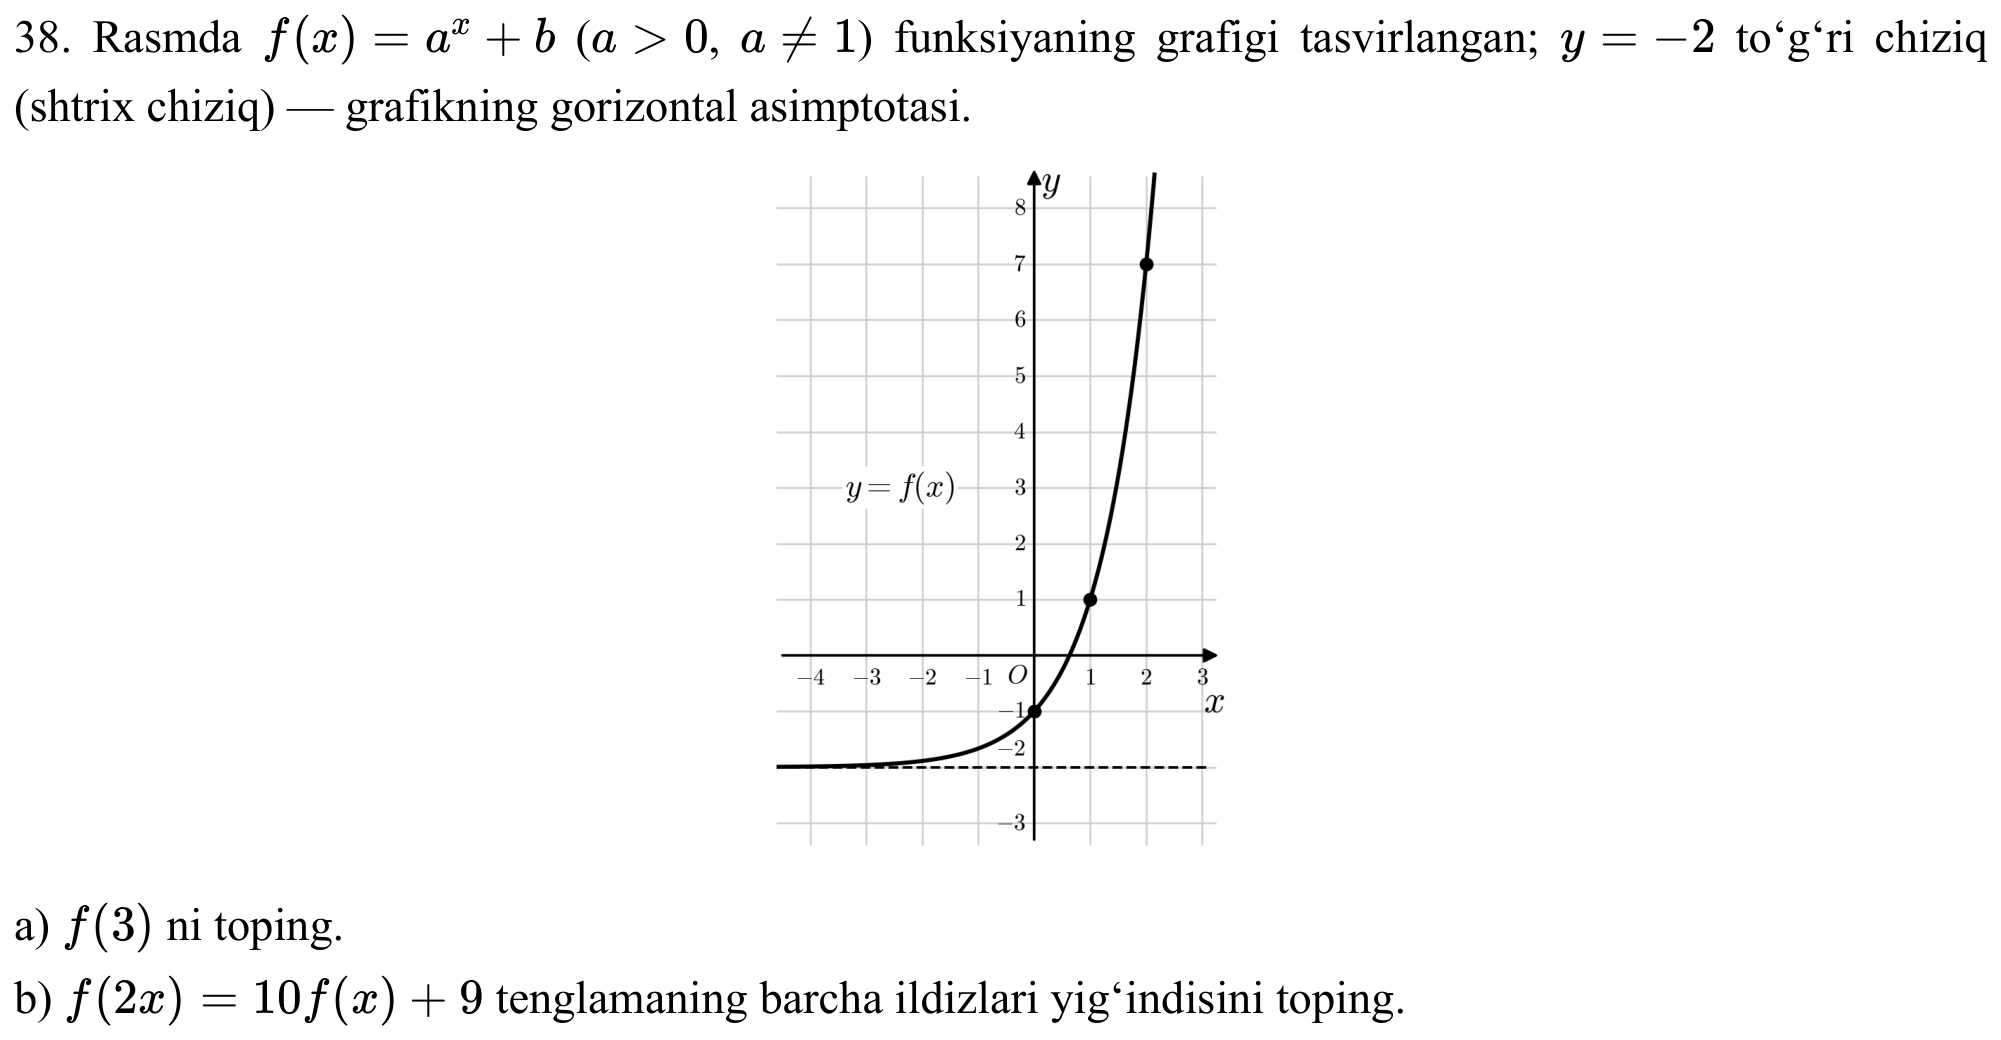 38. Rasmda f(x) = aˣ + b (a > 0, a ≠ 1) funksiyaning grafigi tasvirlangan; y = −2 to‘g‘ri chiziq
(shtrix chiziq) — grafikning gorizontal asimptotasi.
y
8
7
6
5
4
y = f(x) 3
2
1
−4 −3 −2 −1 O 1 2 3
x
−1
−2
−3
a) f(3) ni toping.
b) f(2x) = 10f(x) + 9 tenglamaning barcha ildizlari yig‘indisini toping.